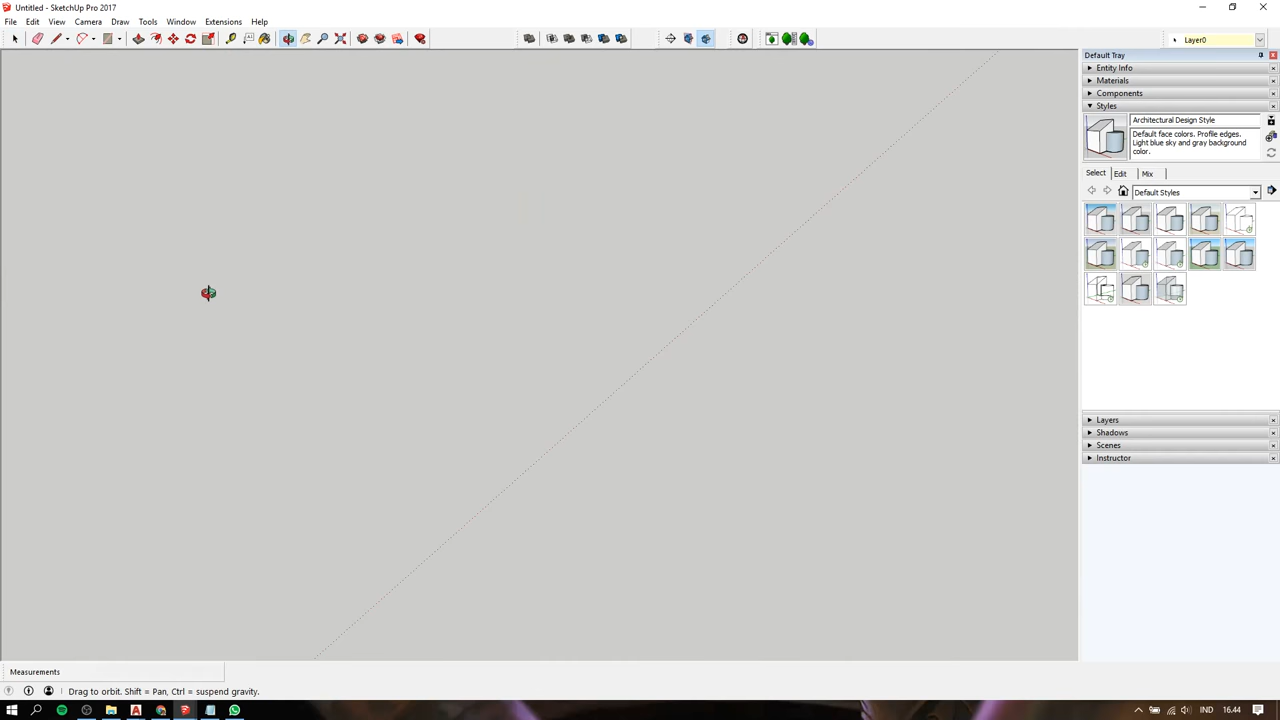 Untitled - SketchUp Pro 2017
File Edit View Camera Draw Tools Window Extensions Help
Layer0
Default Tray
Entity Info
Materials
Components
Styles
Architectural Design Style
Default face colors. Profile edges.
Light blue sky and gray background
color.
Select Edit Mix
Default Styles
Layers
Shadows
Scenes
Instructor
Measurements
Drag to orbit. Shift = Pan, Ctrl = suspend gravity.
IND 16.44